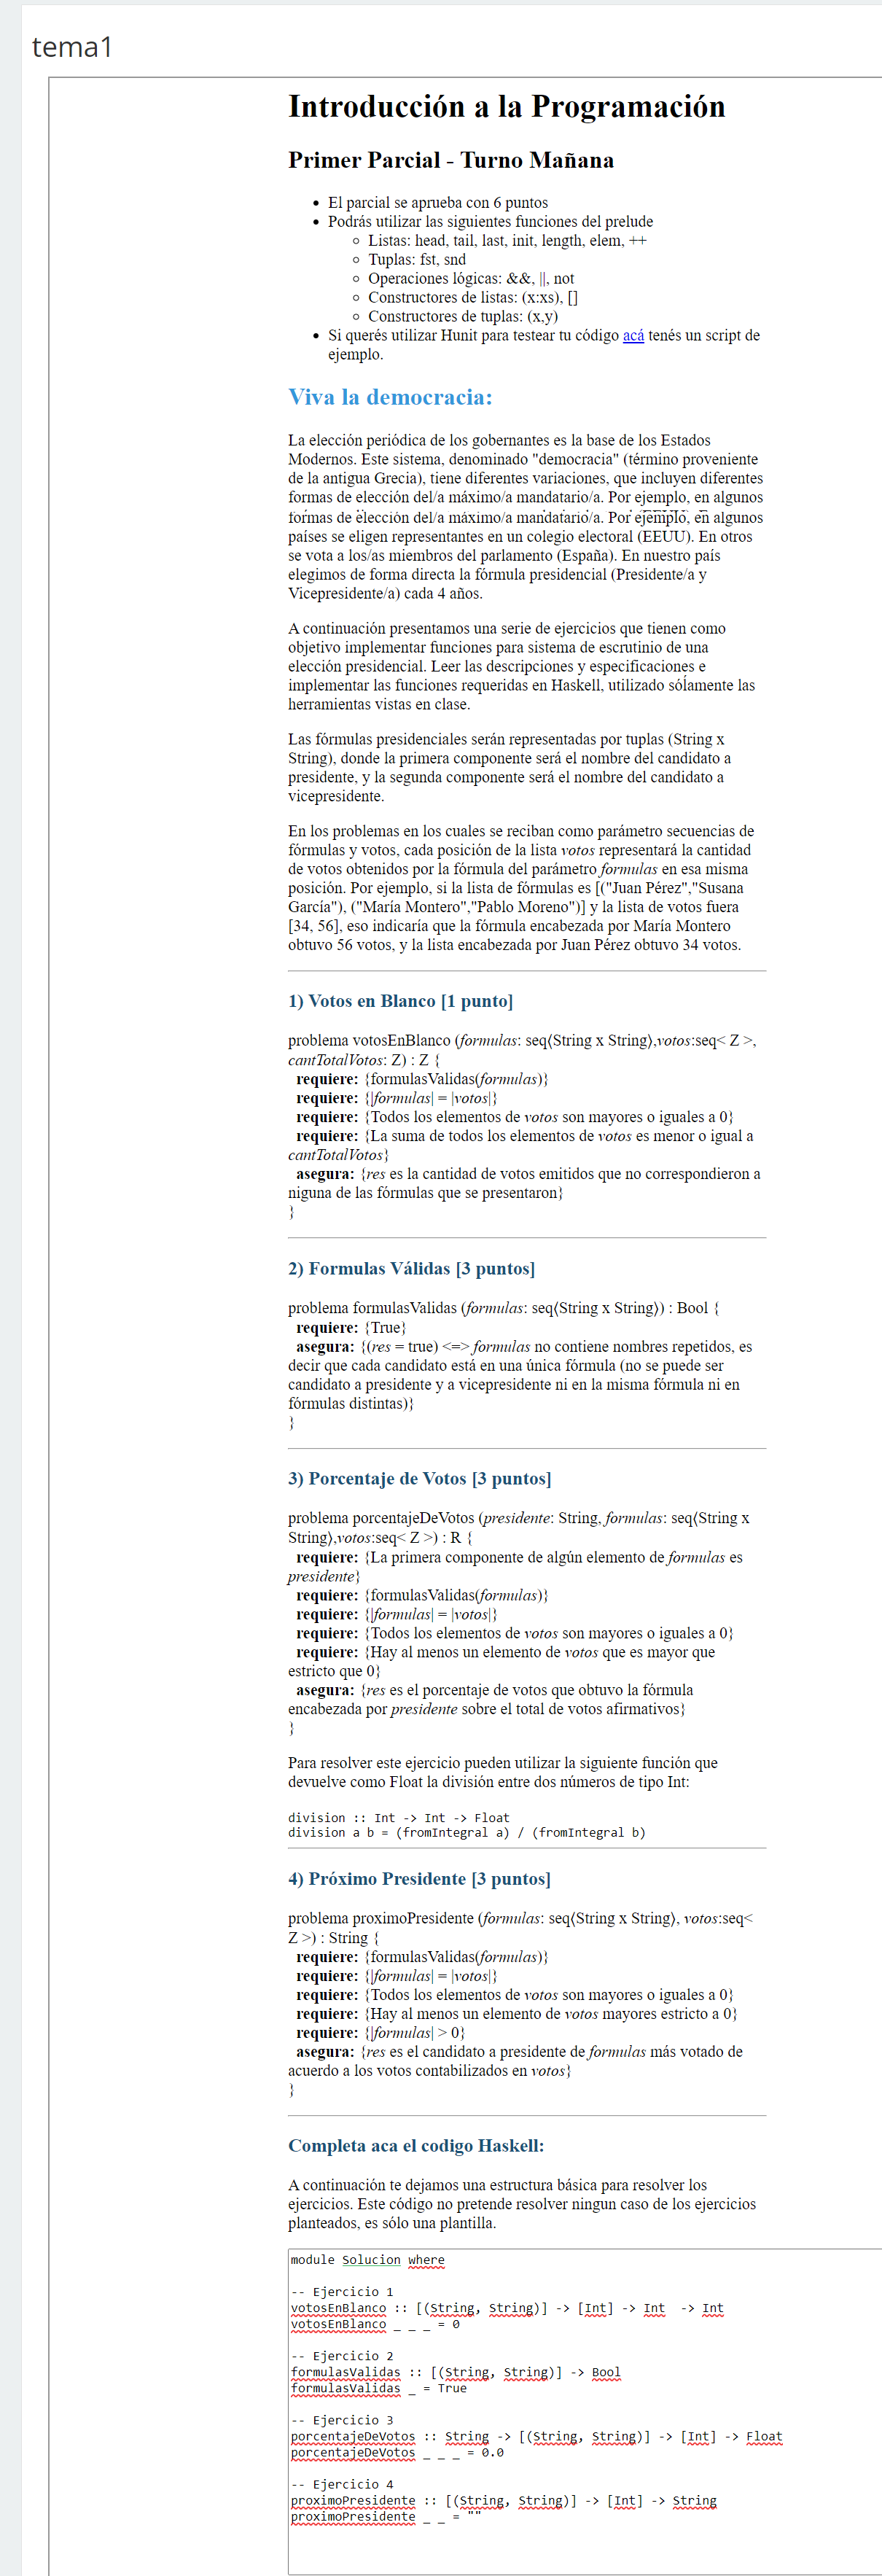 tema1
Introducción a la Programación
Primer Parcial - Turno Mañana
• El parcial se aprueba con 6 puntos
• Podrás utilizar las siguientes funciones del prelude
◦ Listas: head, tail, last, init, length, elem, ++
◦ Tuplas: fst, snd
◦ Operaciones lógicas: &&, ||, not
◦ Constructores de listas: (x:xs), []
◦ Constructores de tuplas: (x,y)
• Si querés utilizar Hunit para testear tu código acá tenés un script de
ejemplo.
Viva la democracia:
La elección periódica de los gobernantes es la base de los Estados
Modernos. Este sistema, denominado "democracia" (término proveniente
de la antigua Grecia), tiene diferentes variaciones, que incluyen diferentes
formas de elección del/a máximo/a mandatario/a. Por ejemplo, en algunos
formas de elección del/a máximo/a mandatario/a. Por ejemplo, en algunos
países se eligen representantes en un colegio electoral (EEUU). En otros
se vota a los/as miembros del parlamento (España). En nuestro país
elegimos de forma directa la fórmula presidencial (Presidente/a y
Vicepresidente/a) cada 4 años.
A continuación presentamos una serie de ejercicios que tienen como
objetivo implementar funciones para sistema de escrutinio de una
elección presidencial. Leer las descripciones y especificaciones e
implementar las funciones requeridas en Haskell, utilizado sólamente las
herramientas vistas en clase.
Las fórmulas presidenciales serán representadas por tuplas (String x
String), donde la primera componente será el nombre del candidato a
presidente, y la segunda componente será el nombre del candidato a
vicepresidente.
En los problemas en los cuales se reciban como parámetro secuencias de
fórmulas y votos, cada posición de la lista votos representará la cantidad
de votos obtenidos por la fórmula del parámetro formulas en esa misma
posición. Por ejemplo, si la lista de fórmulas es [("Juan Pérez","Susana
García"), ("María Montero","Pablo Moreno")] y la lista de votos fuera
[34, 56], eso indicaría que la fórmula encabezada por María Montero
obtuvo 56 votos, y la lista encabezada por Juan Pérez obtuvo 34 votos.
1) Votos en Blanco [1 punto]
problema votosEnBlanco (formulas: seq⟨String x String⟩,votos:seq< Z >,
cantTotalVotos: Z) : Z {
requiere: {formulasValidas(formulas)}
requiere: {|formulas| = |votos|}
requiere: {Todos los elementos de votos son mayores o iguales a 0}
requiere: {La suma de todos los elementos de votos es menor o igual a
cantTotalVotos}
asegura: {res es la cantidad de votos emitidos que no correspondieron a
niguna de las fórmulas que se presentaron}
}
2) Formulas Válidas [3 puntos]
problema formulasValidas (formulas: seq⟨String x String⟩) : Bool {
requiere: {True}
asegura: {(res = true) <=> formulas no contiene nombres repetidos, es
decir que cada candidato está en una única fórmula (no se puede ser
candidato a presidente y a vicepresidente ni en la misma fórmula ni en
fórmulas distintas)}
}
3) Porcentaje de Votos [3 puntos]
problema porcentajeDeVotos (presidente: String, formulas: seq⟨String x
String⟩,votos:seq< Z >) : R {
requiere: {La primera componente de algún elemento de formulas es
presidente}
requiere: {formulasValidas(formulas)}
requiere: {|formulas| = |votos|}
requiere: {Todos los elementos de votos son mayores o iguales a 0}
requiere: {Hay al menos un elemento de votos que es mayor que
estricto que 0}
asegura: {res es el porcentaje de votos que obtuvo la fórmula
encabezada por presidente sobre el total de votos afirmativos}
}
Para resolver este ejercicio pueden utilizar la siguiente función que
devuelve como Float la división entre dos números de tipo Int:
division :: Int -> Int -> Float
division a b = (fromIntegral a) / (fromIntegral b)
4) Próximo Presidente [3 puntos]
problema proximoPresidente (formulas: seq⟨String x String⟩, votos:seq<
Z >) : String {
requiere: {formulasValidas(formulas)}
requiere: {|formulas| = |votos|}
requiere: {Todos los elementos de votos son mayores o iguales a 0}
requiere: {Hay al menos un elemento de votos mayores estricto a 0}
requiere: {|formulas| > 0}
asegura: {res es el candidato a presidente de formulas más votado de
acuerdo a los votos contabilizados en votos}
}
Completa aca el codigo Haskell:
A continuación te dejamos una estructura básica para resolver los
ejercicios. Este código no pretende resolver ningun caso de los ejercicios
planteados, es sólo una plantilla.
module Solucion where
-- Ejercicio 1
votosEnBlanco :: [(String, String)] -> [Int] -> Int  -> Int
votosEnBlanco _ _ _ = 0
-- Ejercicio 2
formulasValidas :: [(String, String)] -> Bool
formulasValidas _ = True
-- Ejercicio 3
porcentajeDeVotos :: String -> [(String, String)] -> [Int] -> Float
porcentajeDeVotos _ _ _ = 0.0
-- Ejercicio 4
proximoPresidente :: [(String, String)] -> [Int] -> String
proximoPresidente _ _ = ""